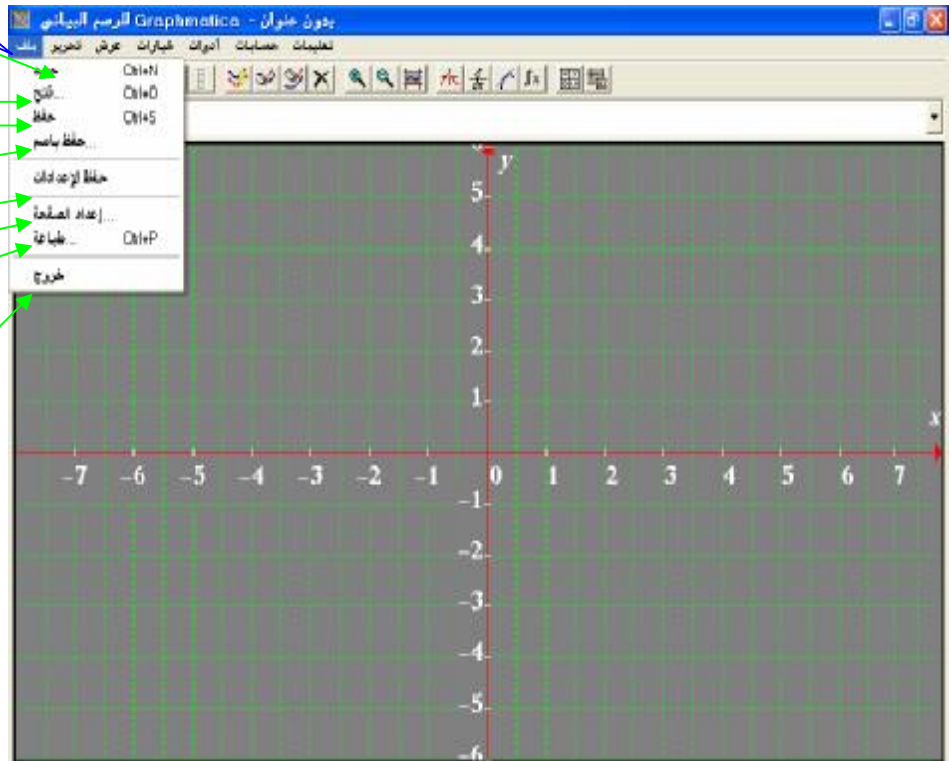 بدون عنوان - Graphmatica للرسم البياني
ملف تحرير عرض خيارات أدوات حسابات تعليمات
جديد Ctrl+N
فتح... Ctrl+O
حفظ Ctrl+S
حفظ باسم...
حفظ الإعدادات
إعداد الصفحة...
طباعة... Ctrl+P
خروج
y
5
4
3
2
1
x
-7 -6 -5 -4 -3 -2 -1 0 1 2 3 4 5 6 7
-1
-2
-3
-4
-5
-6